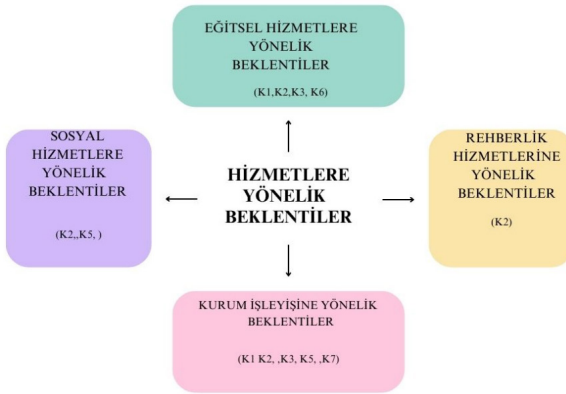 EĞİTSEL HİZMETLERE
YÖNELİK
BEKLENTİLER
(K1,K2,K3, K6)
SOSYAL
HİZMETLERE
YÖNELİK
BEKLENTİLER
(K2,,K5, )
HİZMETLERE
YÖNELİK
BEKLENTİLER
REHBERLİK
HİZMETLERİNE
YÖNELİK
BEKLENTİLER
(K2)
KURUM İŞLEYİŞİNE YÖNELİK
BEKLENTİLER
(K1 K2, ,K3, K5, ,K7)